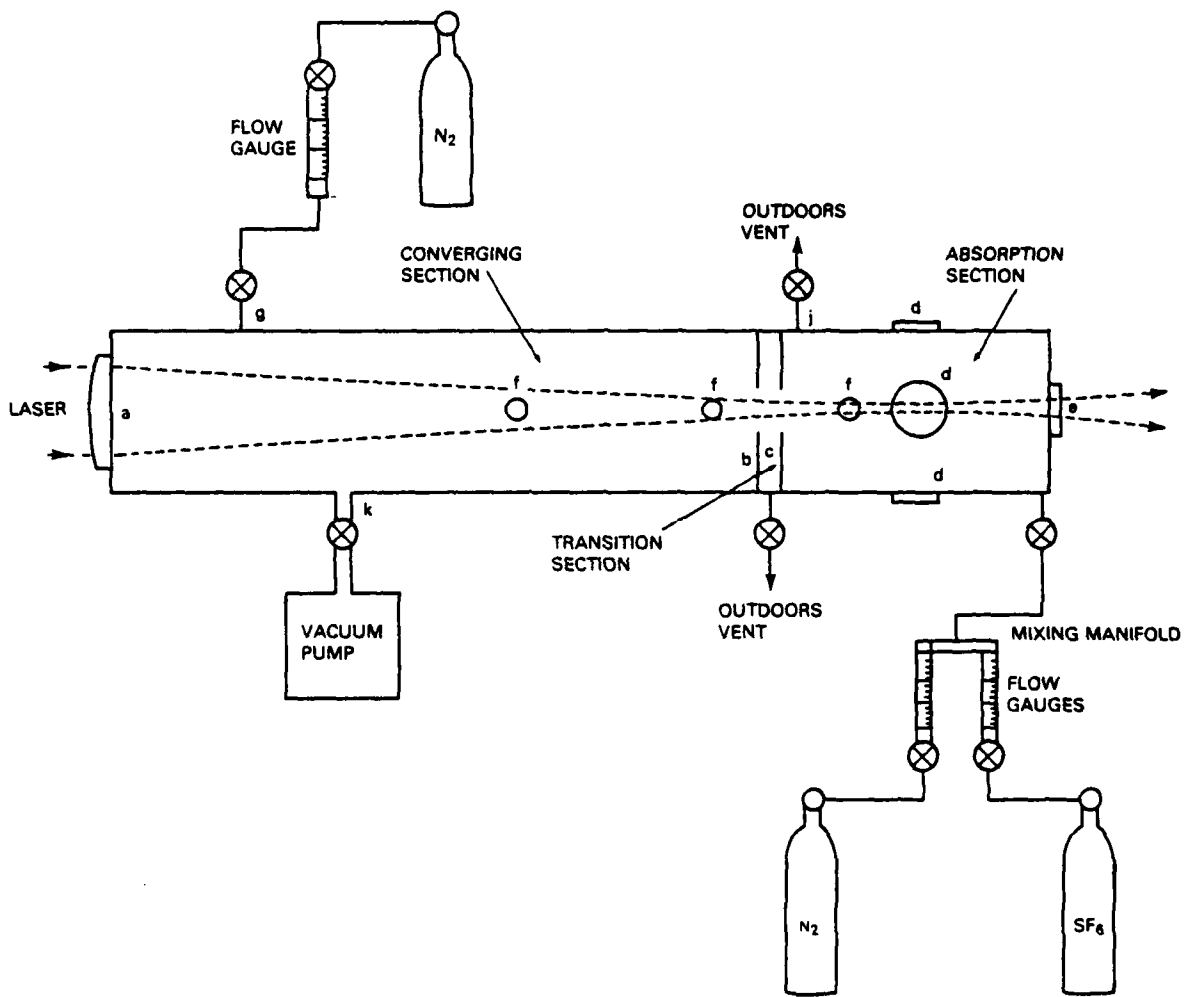 FLOW
GAUGE
N₂
OUTDOORS
VENT
CONVERGING
SECTION
ABSORPTION
SECTION
g
j
d
f
f
f
d
LASER
a
e
b
c
d
k
TRANSITION
SECTION
OUTDOORS
VENT
VACUUM
PUMP
MIXING MANIFOLD
FLOW
GAUGES
N₂
SF₆